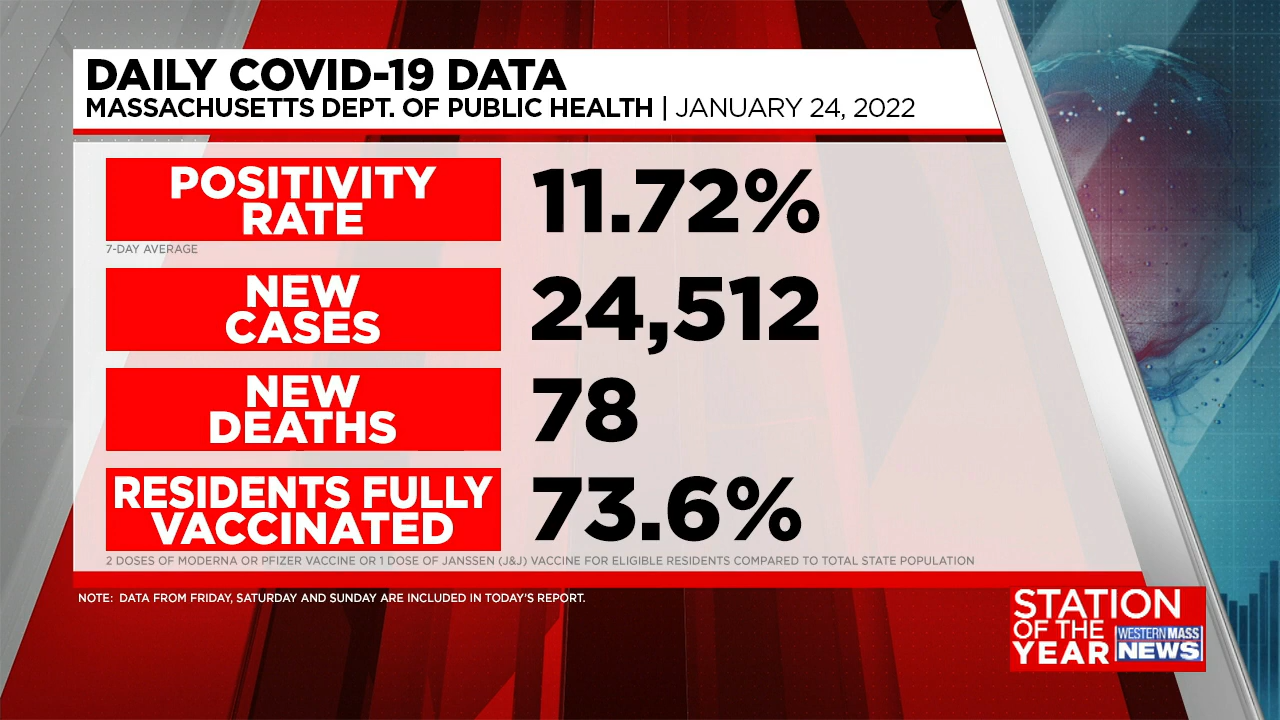 DAILY COVID-19 DATA
MASSACHUSETTS DEPT. OF PUBLIC HEALTH | JANUARY 24, 2022
POSITIVITY
RATE
11.72%
7-DAY AVERAGE
NEW
CASES
24,512
NEW
DEATHS
78
RESIDENTS FULLY
VACCINATED
73.6%
2 DOSES OF MODERNA OR PFIZER VACCINE OR 1 DOSE OF JANSSEN (J&J) VACCINE FOR ELIGIBLE RESIDENTS COMPARED TO TOTAL STATE POPULATION
NOTE: DATA FROM FRIDAY, SATURDAY AND SUNDAY ARE INCLUDED IN TODAY'S REPORT.
STATION
OF THE
YEAR
WESTERN MASS
NEWS